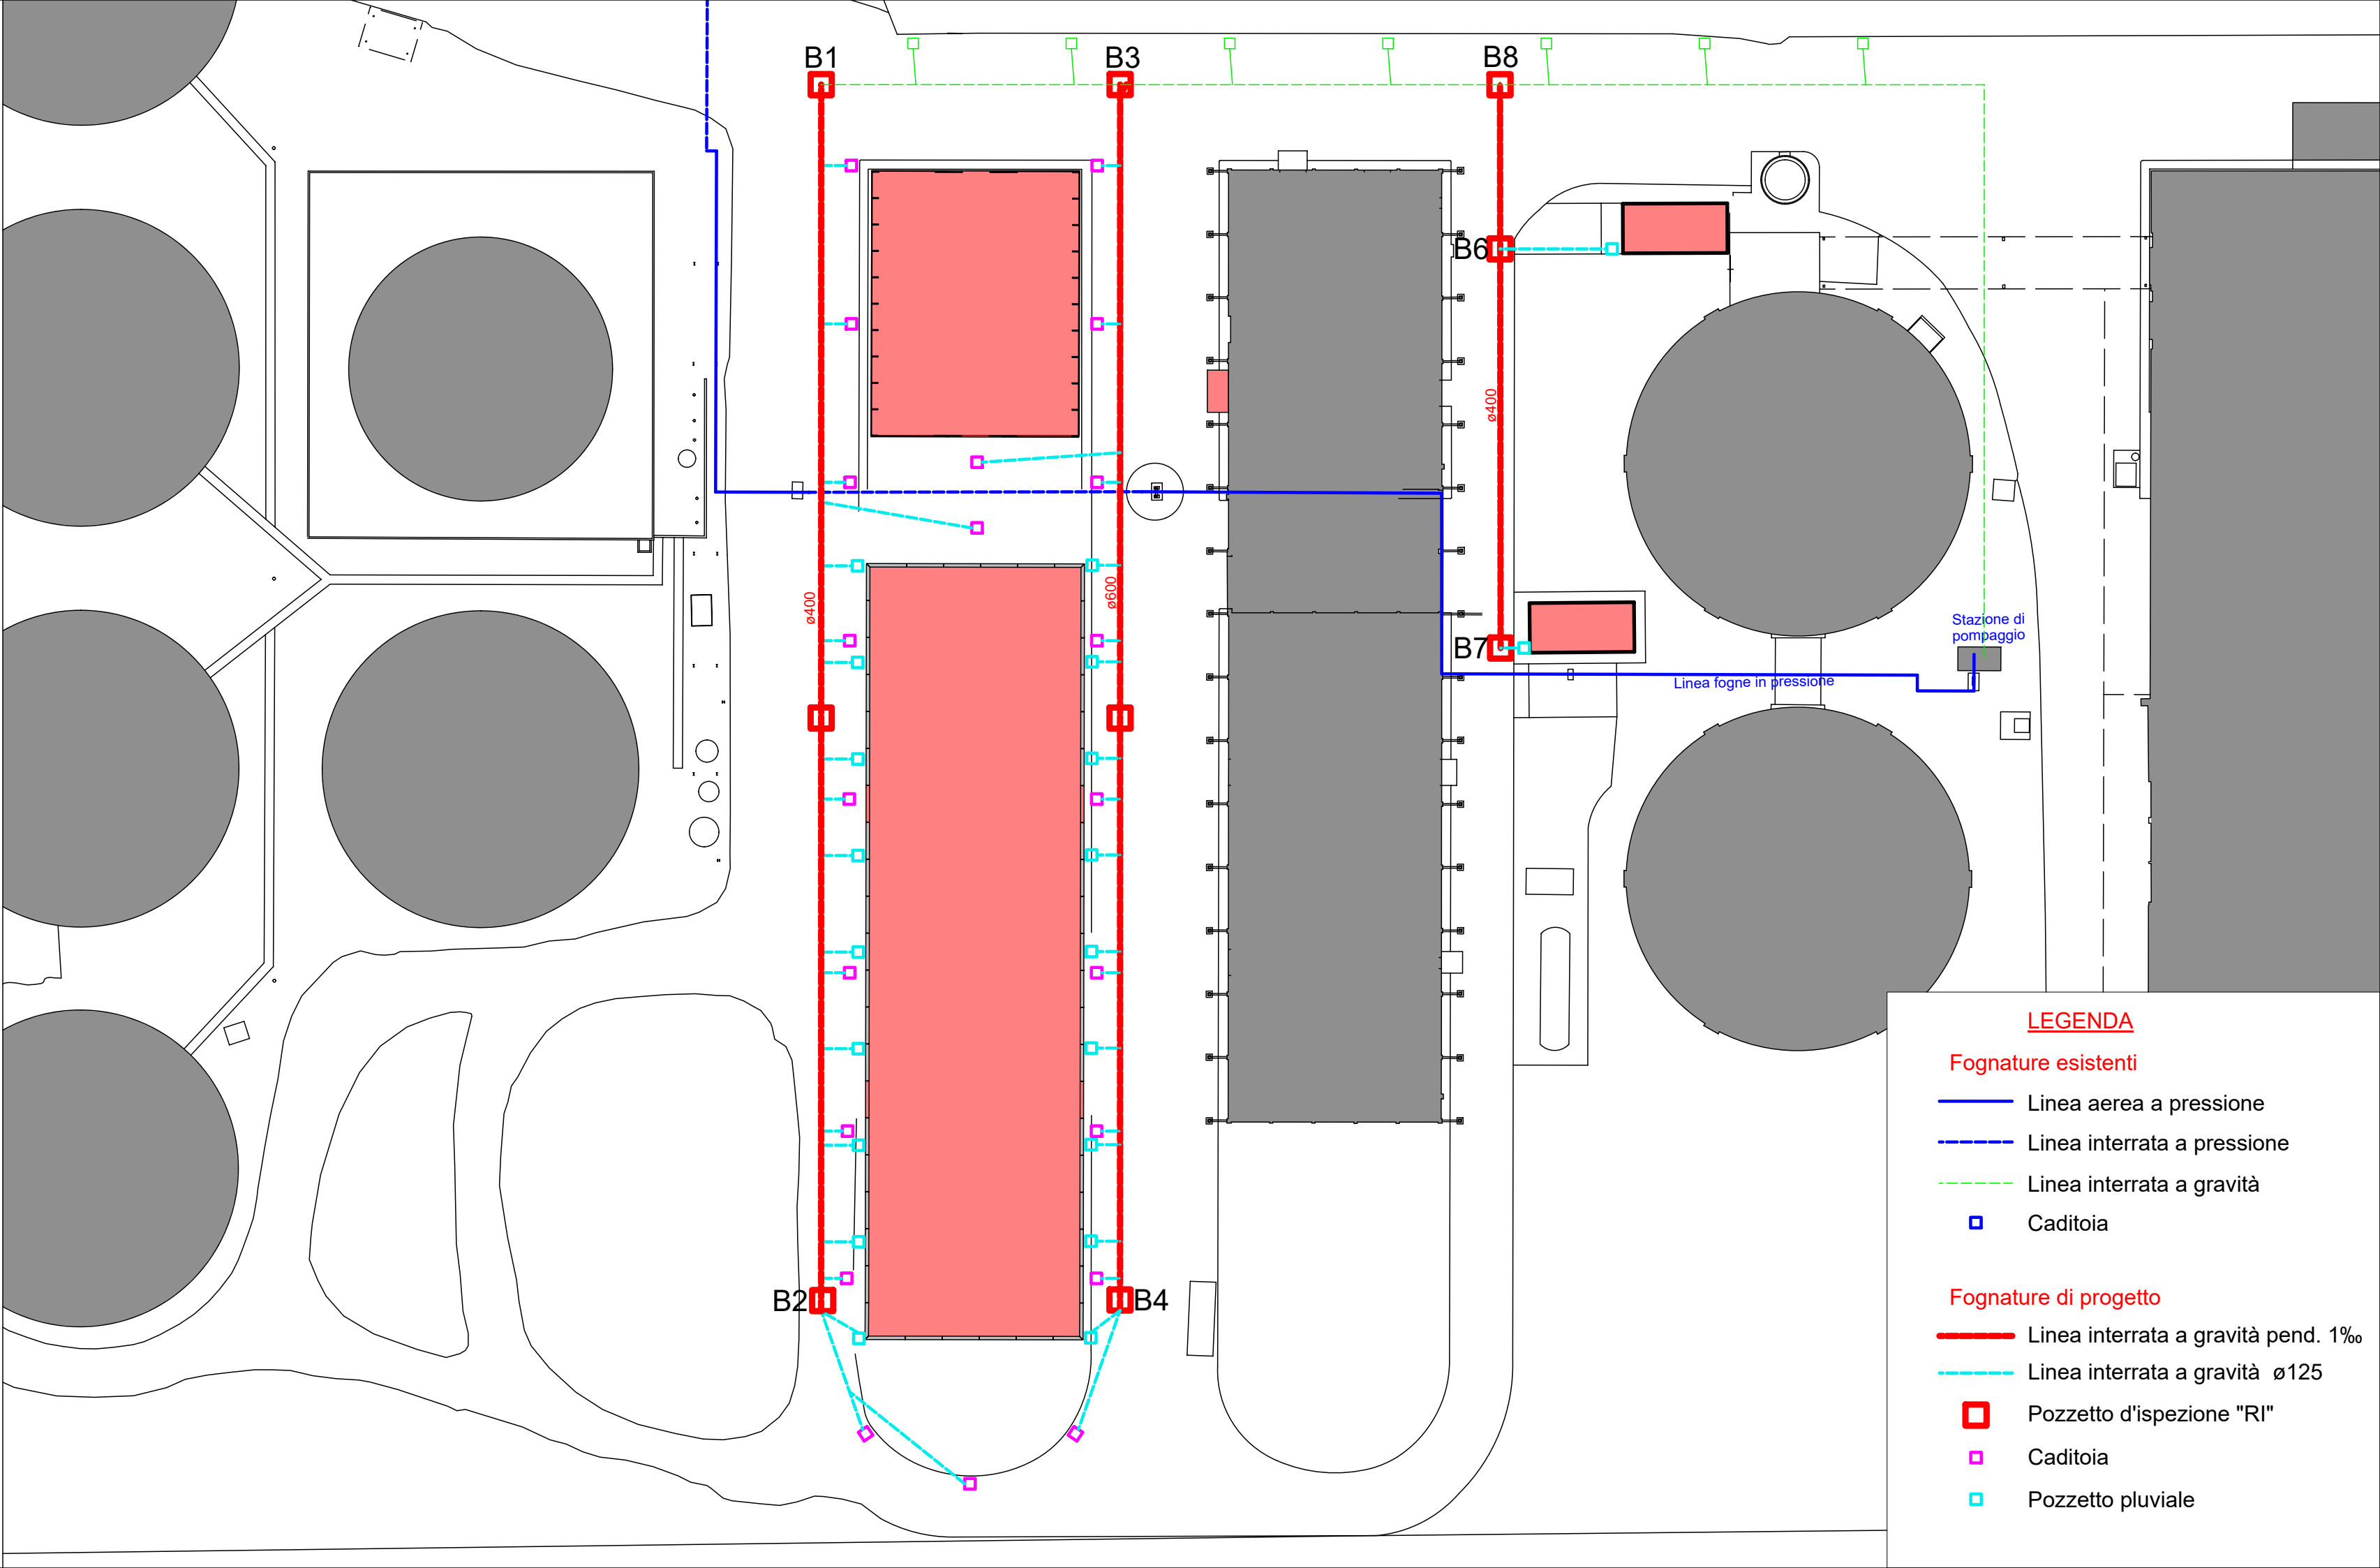 B1
B3
B8
B6
ø400
ø400
ø600
B7
Stazione di
pompaggio
Linea fogne in pressione
B2
B4
LEGENDA
Fognature esistenti
Linea aerea a pressione
Linea interrata a pressione
Linea interrata a gravità
Caditoia
Fognature di progetto
Linea interrata a gravità pend. 1‰
Linea interrata a gravità ø125
Pozzetto d'ispezione "RI"
Caditoia
Pozzetto pluviale